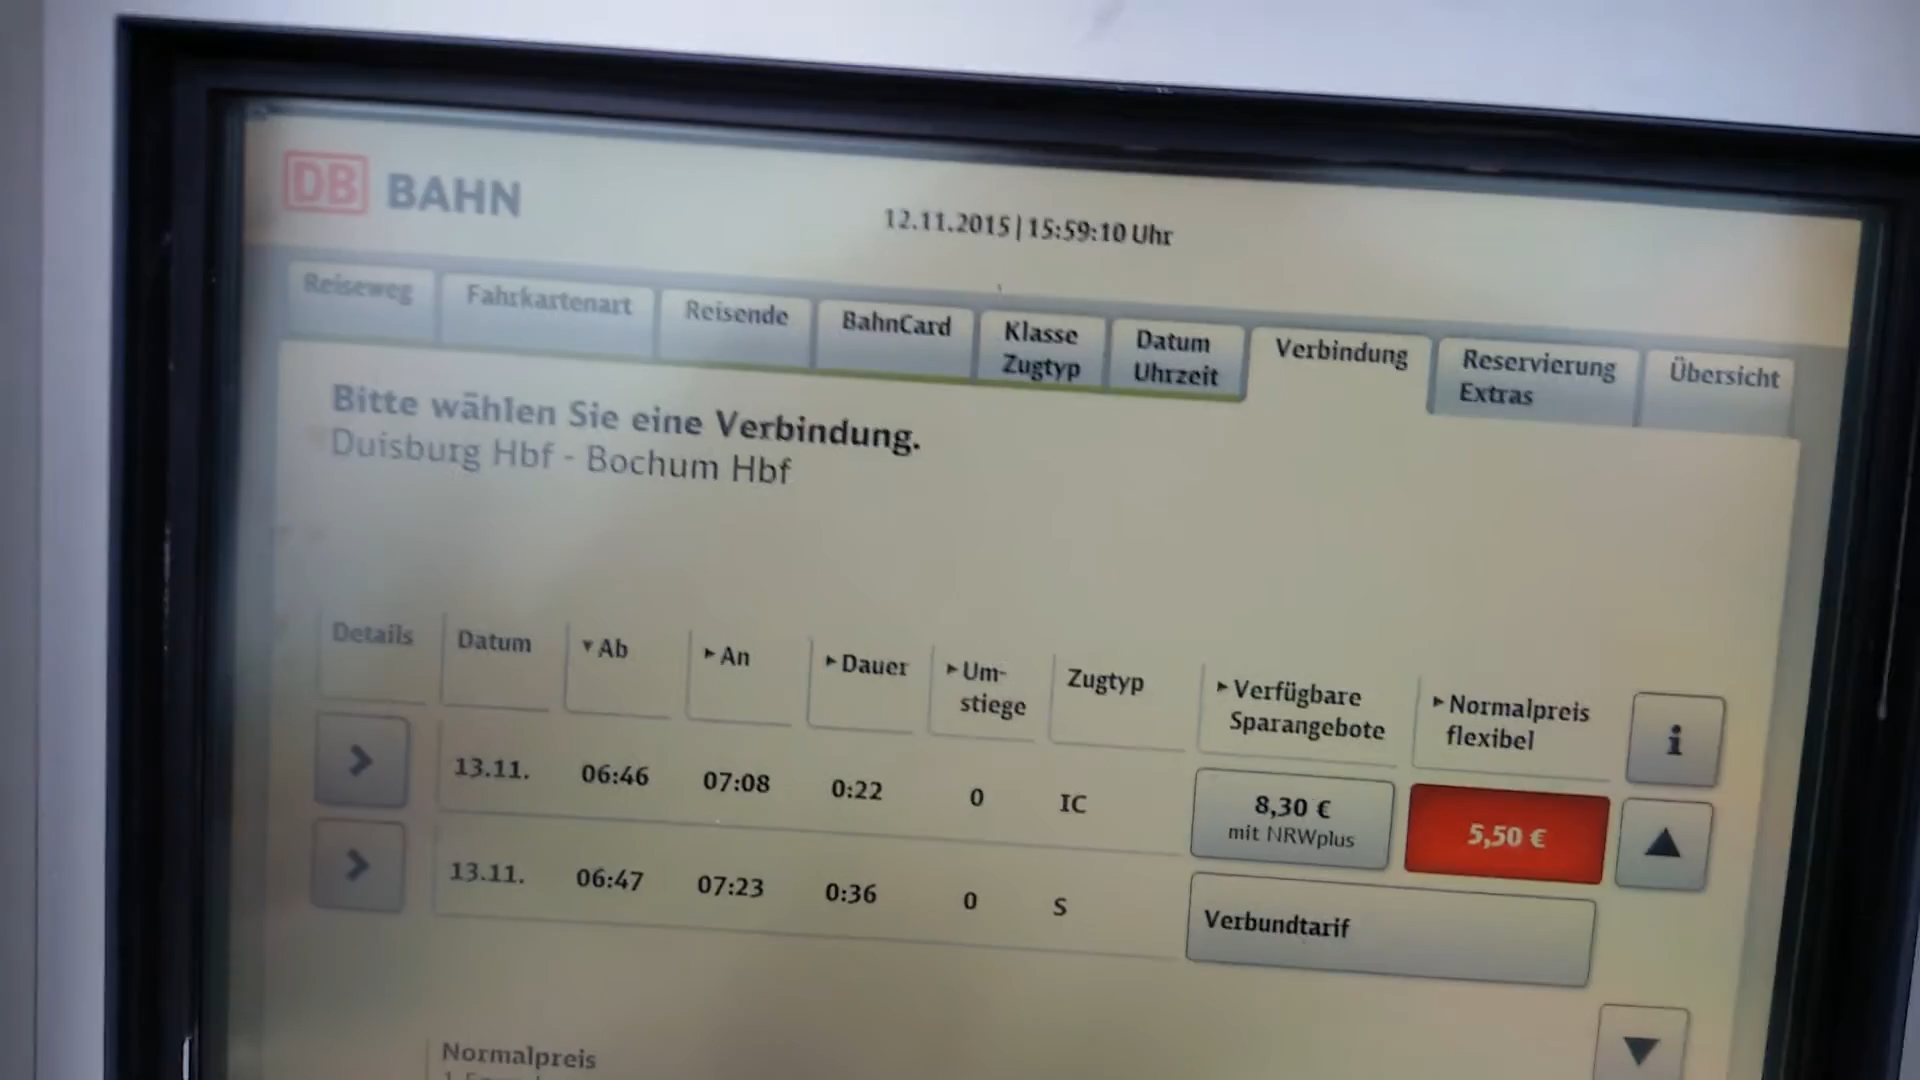 DB BAHN
12.11.2015 | 15:59:10 Uhr
Reiseweg
Fahrkartenart
Reisende
BahnCard
Klasse
Zugtyp
Datum
Uhrzeit
Verbindung
Reservierung
Extras
Übersicht
Bitte wählen Sie eine Verbindung.
Duisburg Hbf - Bochum Hbf
Details
Datum
Ab
An
Dauer
Um-
stiege
Zugtyp
Verfügbare
Sparangebote
Normalpreis
flexibel
i
13.11. 06:46 07:08 0:22 0 IC
8,30 €
mit NRWplus
5,50 €
13.11. 06:47 07:23 0:36 0 S
Verbundtarif
Normalpreis